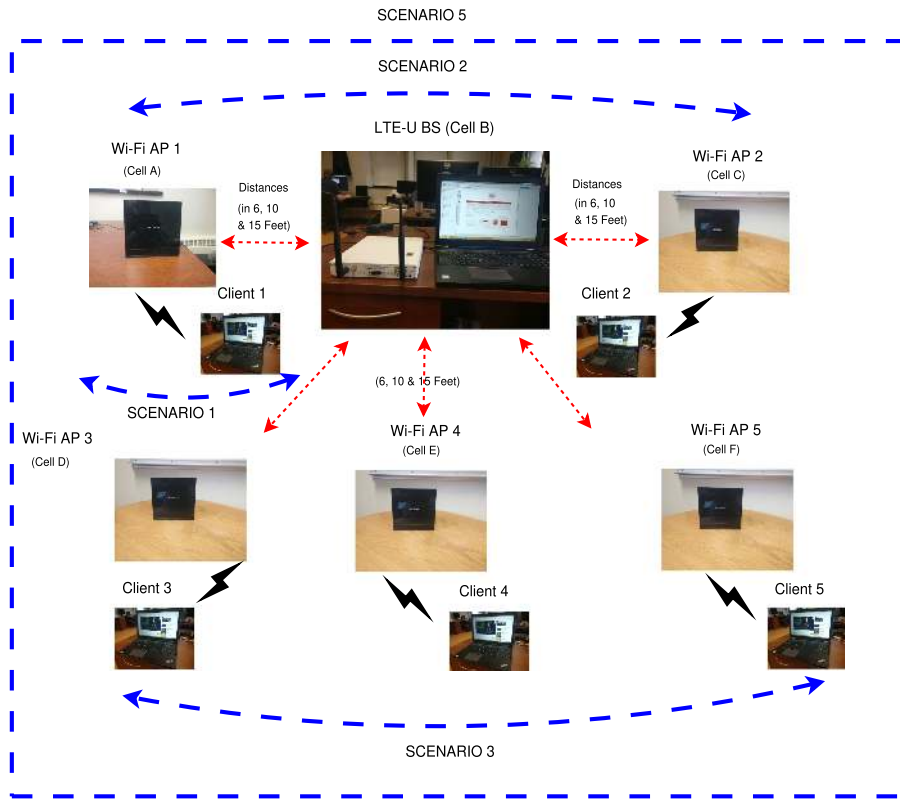 SCENARIO 5
SCENARIO 2
LTE-U BS (Cell B)
Wi-Fi AP 1
(Cell A)
Wi-Fi AP 2
(Cell C)
Distances
(in 6, 10
& 15 Feet)
Distances
(in 6, 10
& 15 Feet)
Client 1
Client 2
(6, 10 & 15 Feet)
SCENARIO 1
Wi-Fi AP 3
(Cell D)
Wi-Fi AP 4
(Cell E)
Wi-Fi AP 5
(Cell F)
Client 3
Client 4
Client 5
SCENARIO 3